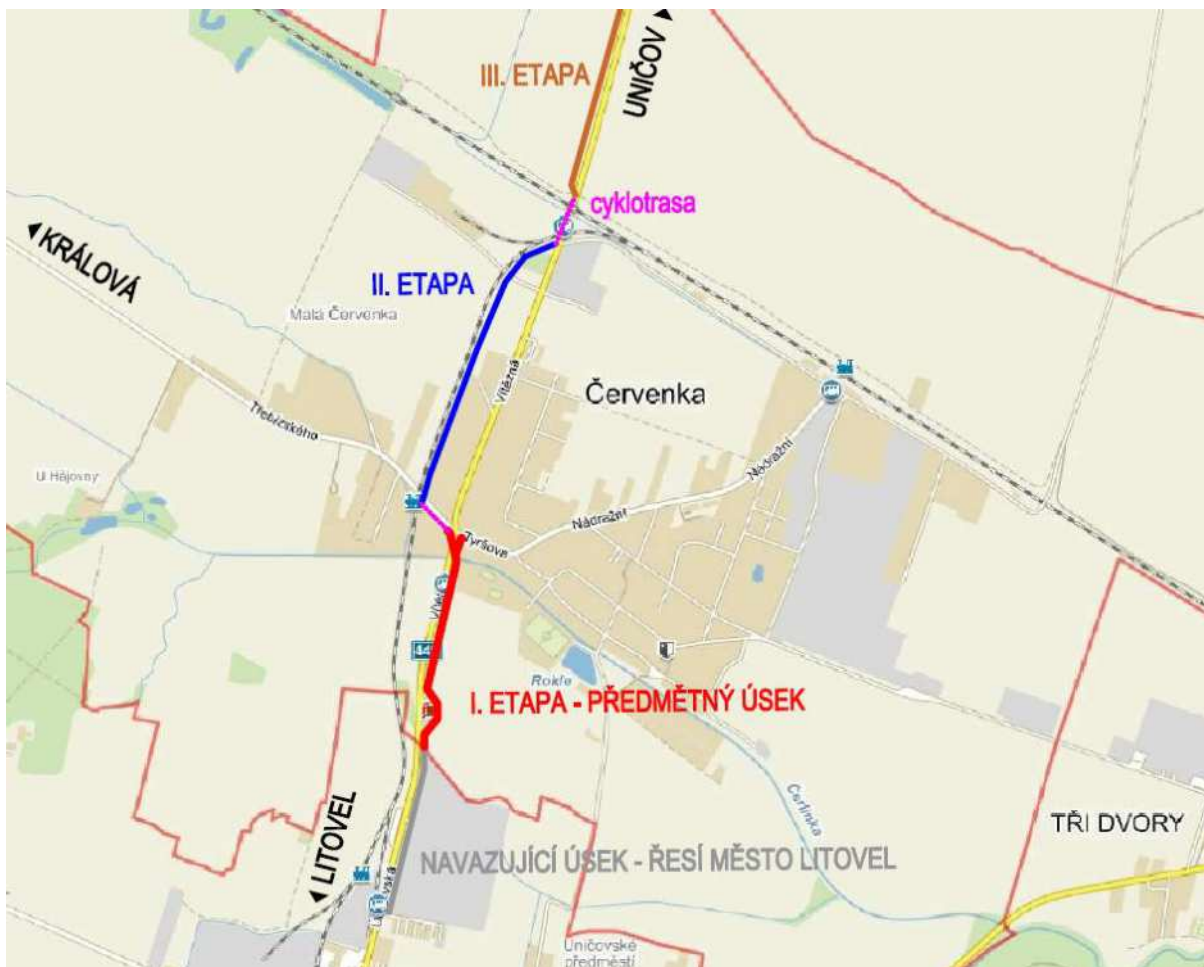 III. ETAPA
UNIČOV
cyklotrasa
KRÁLOVÁ
II. ETAPA
Malá Červenka
Vítězná
Červenka
Třebízského
U Hájovny
Nádražní
Nádražní
Tyršova
Rokle
I. ETAPA - PŘEDMĚTNÝ ÚSEK
Čerlinka
TŘI DVORY
LITOVEL
NAVAZUJÍCÍ ÚSEK - ŘEŠÍ MĚSTO LITOVEL
Uničovské
předměstí